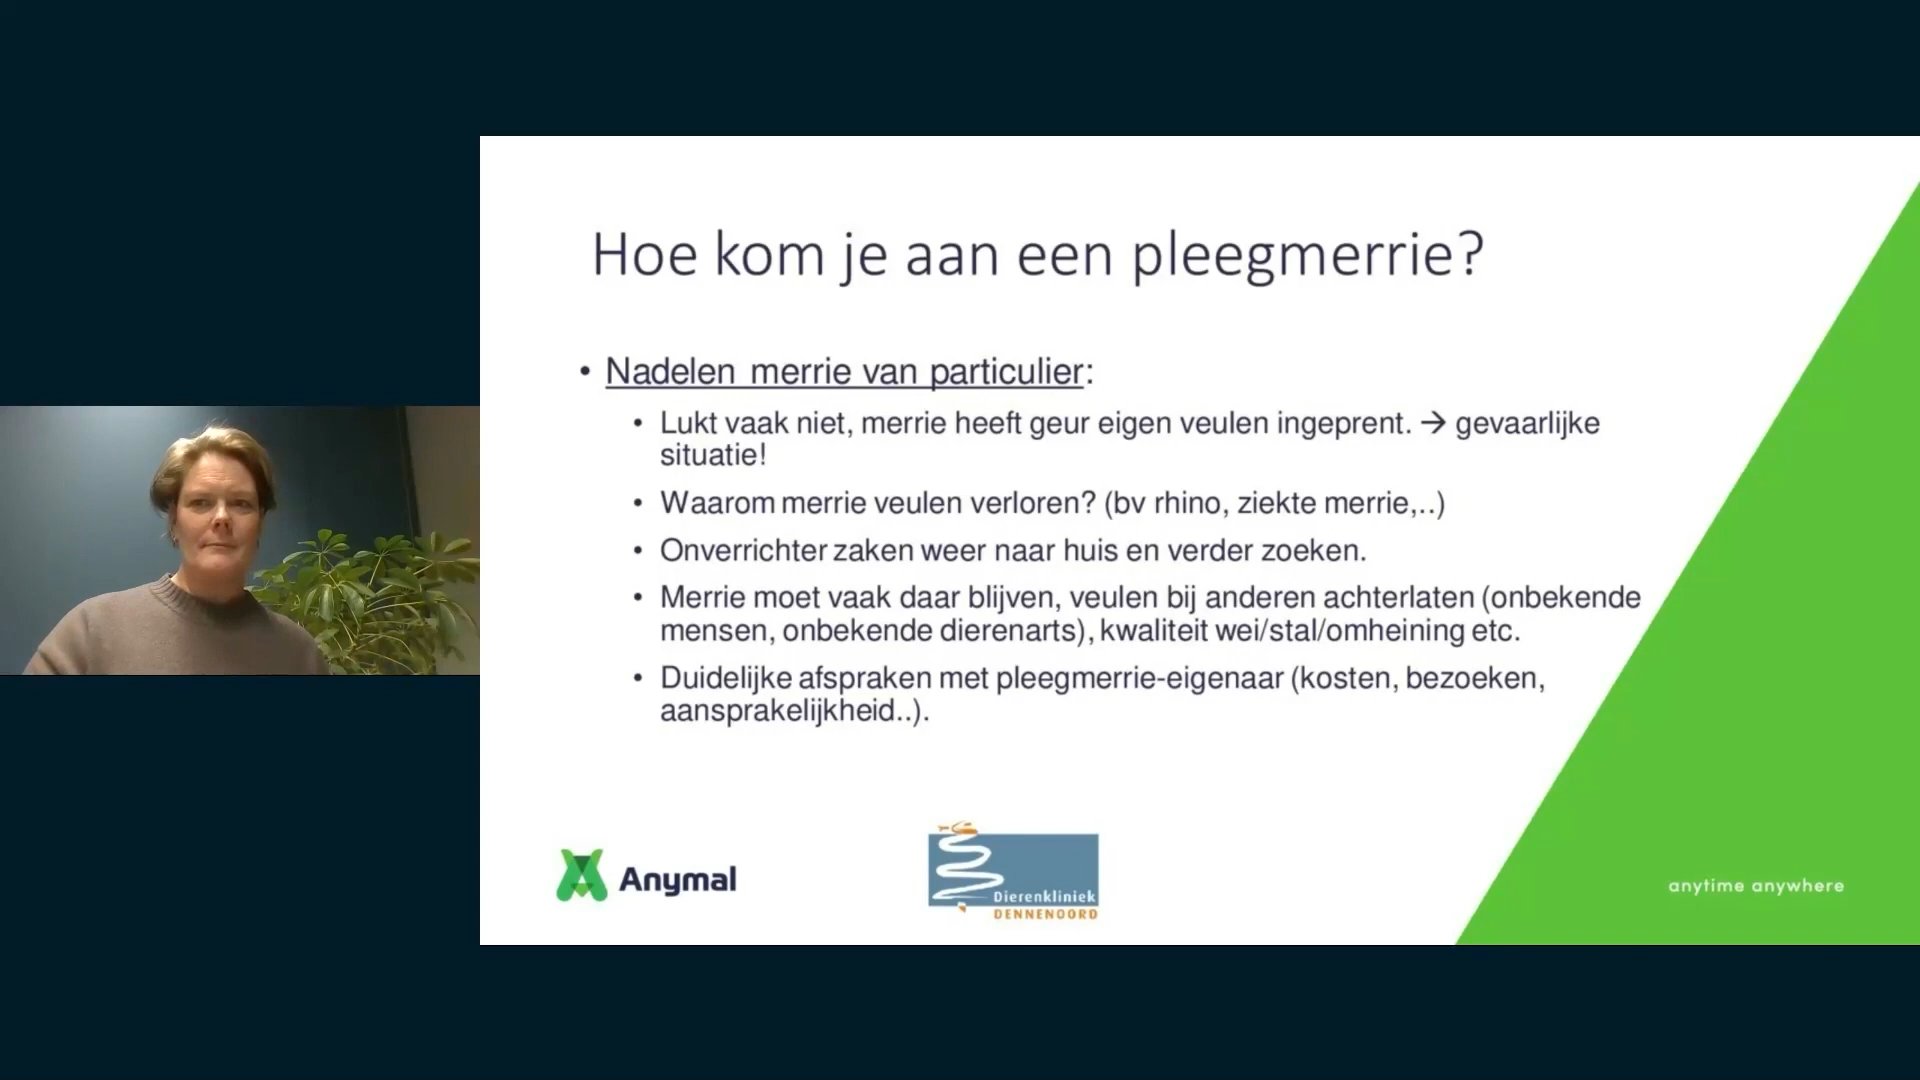 Hoe kom je aan een pleegmerrie?
• Nadelen merrie van particulier:
• Lukt vaak niet, merrie heeft geur eigen veulen ingeprent. → gevaarlijke
situatie!
• Waarom merrie veulen verloren? (bv rhino, ziekte merrie,..)
• Onverrichter zaken weer naar huis en verder zoeken.
• Merrie moet vaak daar blijven, veulen bij anderen achterlaten (onbekende
mensen, onbekende dierenarts), kwaliteit wei/stal/omheining etc.
• Duidelijke afspraken met pleegmerrie-eigenaar (kosten, bezoeken,
aansprakelijkheid..).
Anymal
Dierenkliniek
DENNENOORD
anytime anywhere